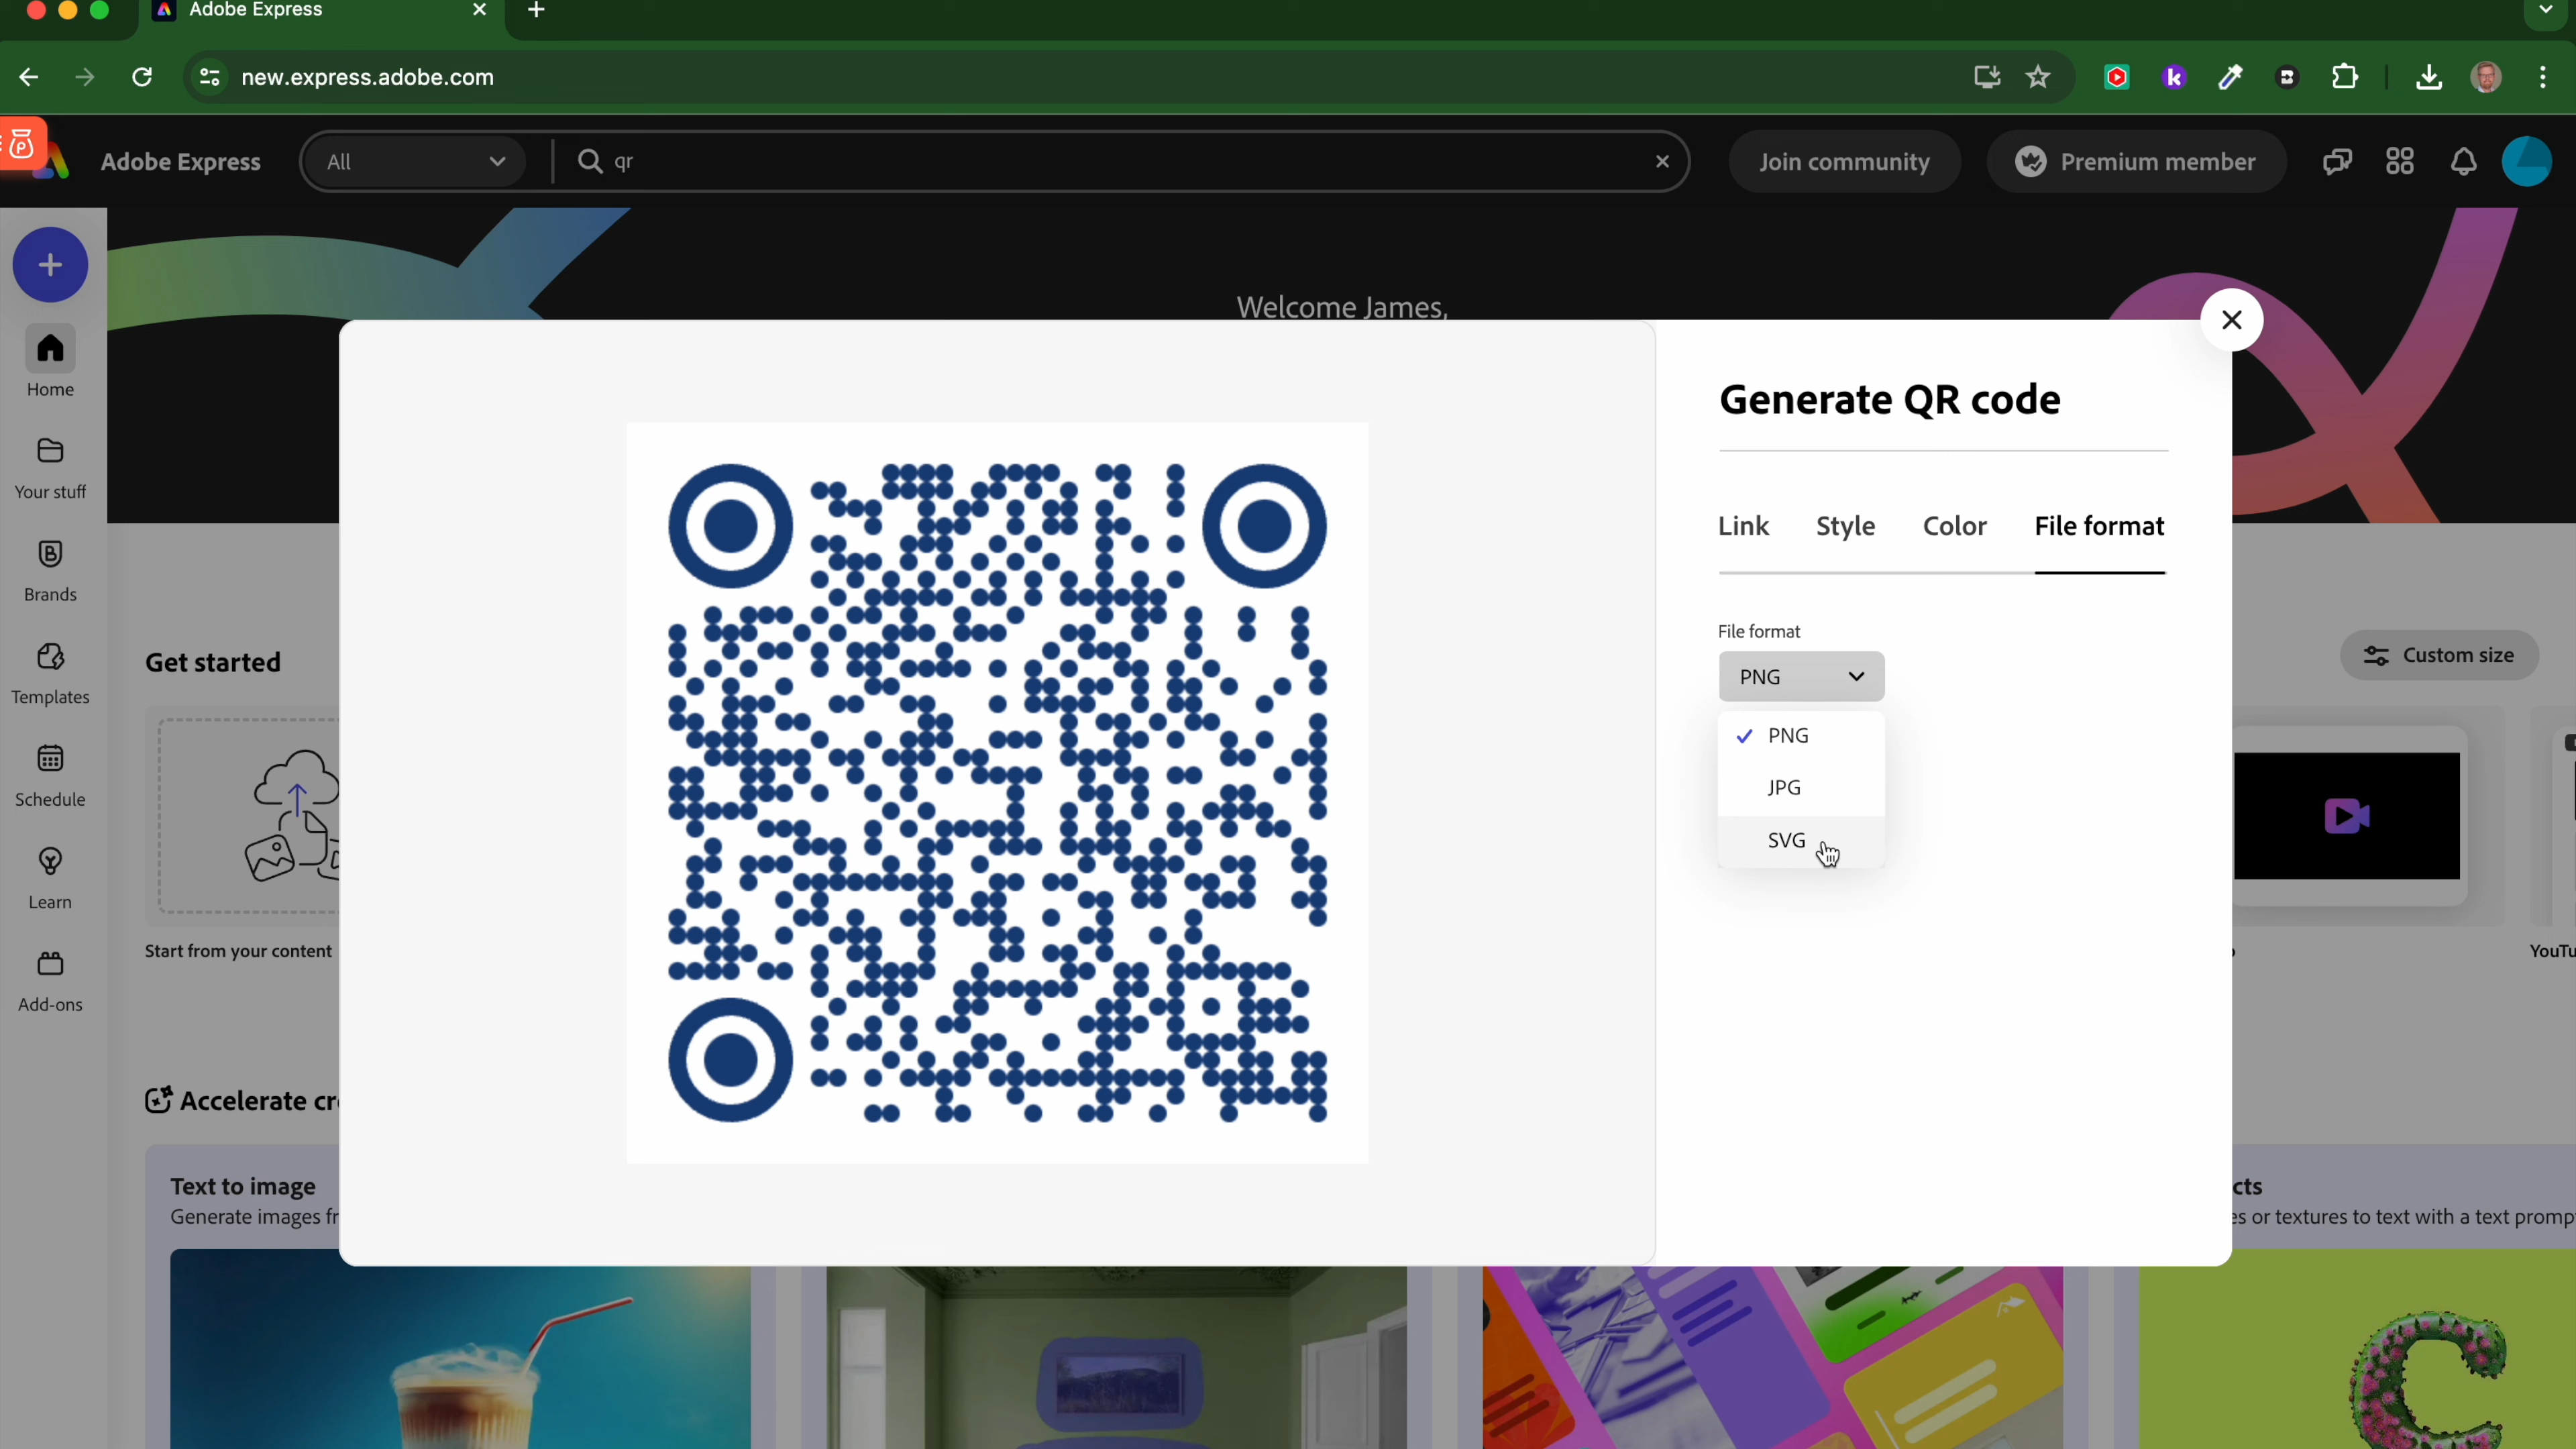 Adobe Express
new.express.adobe.com
Adobe Express
All
qr
Join community
Premium member
Welcome James,
Home
Your stuff
Brands
Templates
Schedule
Learn
Add-ons
Get started
Custom size
Start from your content
YouTu
Accelerate cr
Text to image
Generate images fr
cts
es or textures to text with a text promp
Generate QR code
Link Style Color File format
File format
PNG
PNG
JPG
SVG